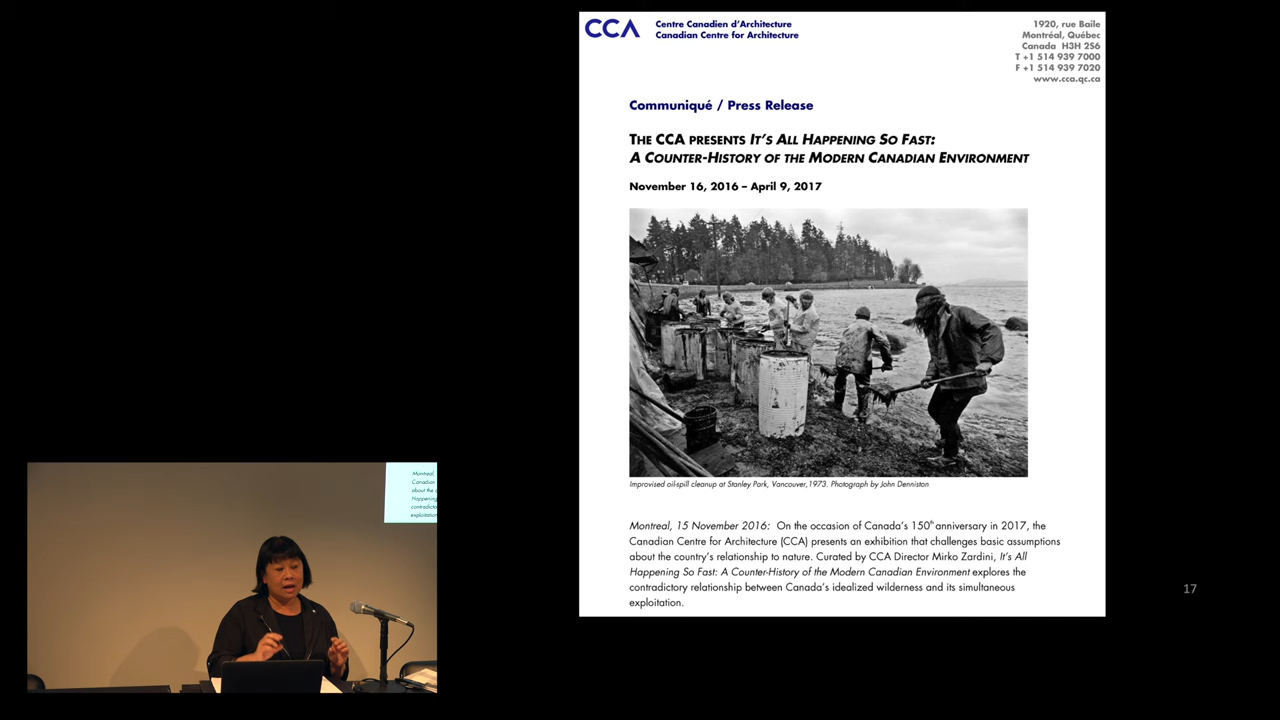 CCA
Centre Canadien d'Architecture
Canadian Centre for Architecture
1920, rue Baile
Montréal, Québec
Canada H3H 2S6
T +1 514 939 7000
F +1 514 939 7020
www.cca.qc.ca
Communiqué / Press Release
THE CCA PRESENTS IT'S ALL HAPPENING SO FAST:
A COUNTER-HISTORY OF THE MODERN CANADIAN ENVIRONMENT
November 16, 2016 – April 9, 2017
Improvised oil-spill cleanup at Stanley Park, Vancouver,1973. Photograph by John Denniston
Montreal, 15 November 2016: On the occasion of Canada's 150th anniversary in 2017, the
Canadian Centre for Architecture (CCA) presents an exhibition that challenges basic assumptions
about the country's relationship to nature. Curated by CCA Director Mirko Zardini, It's All
Happening So Fast: A Counter-History of the Modern Canadian Environment explores the
contradictory relationship between Canada's idealized wilderness and its simultaneous
exploitation.
17
Montreal,
Canadian
about the
Happening
exploitation